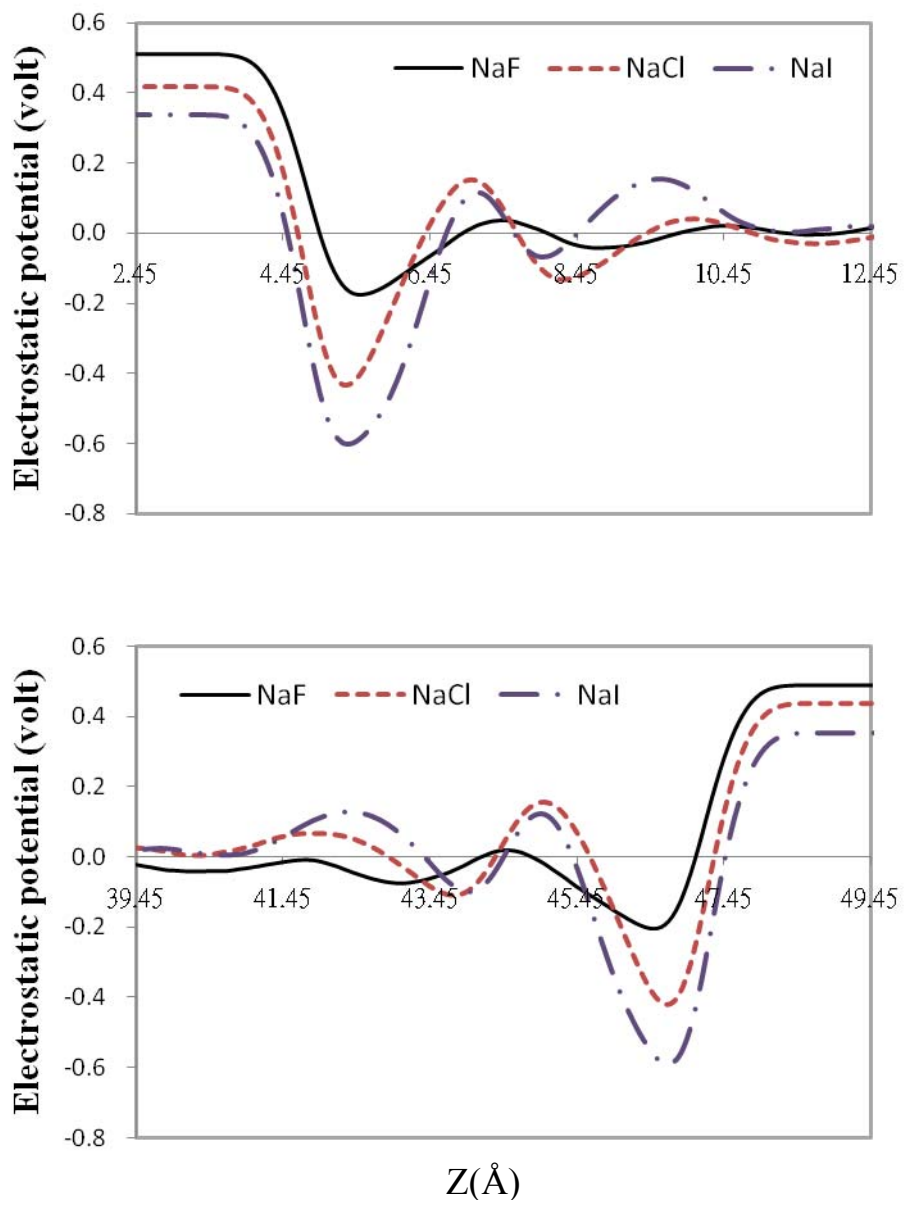 Electrostatic potential (volt)
0.6
0.4
0.2
0.0
-0.2
-0.4
-0.6
-0.8
NaF NaCl NaI
2.45 4.45 6.45 8.45 10.45 12.45
Electrostatic potential (volt)
0.6
0.4
0.2
0.0
-0.2
-0.4
-0.6
-0.8
NaF NaCl NaI
39.45 41.45 43.45 45.45 47.45 49.45
Z(Å)